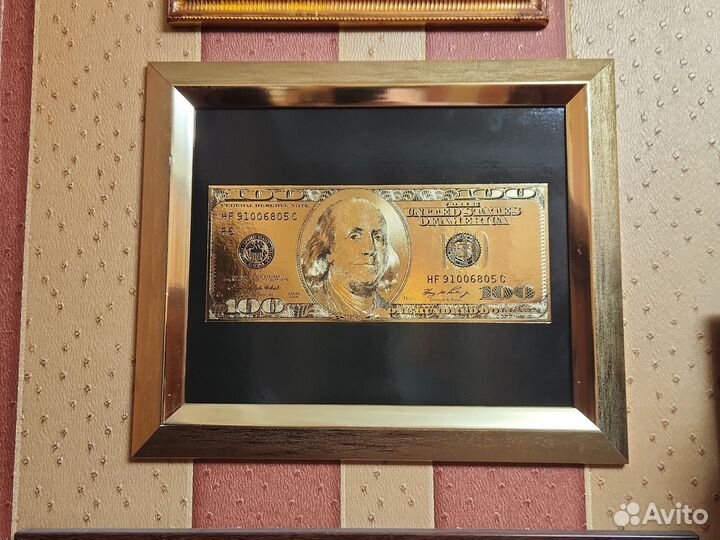 100 100
FEDERAL RESERVE NOTE
THE
UNITED STATES
OF AMERICA
HF 91006805 C
HF 91006805 C
100
100
ONE HUNDRED DOLLARS
Avito